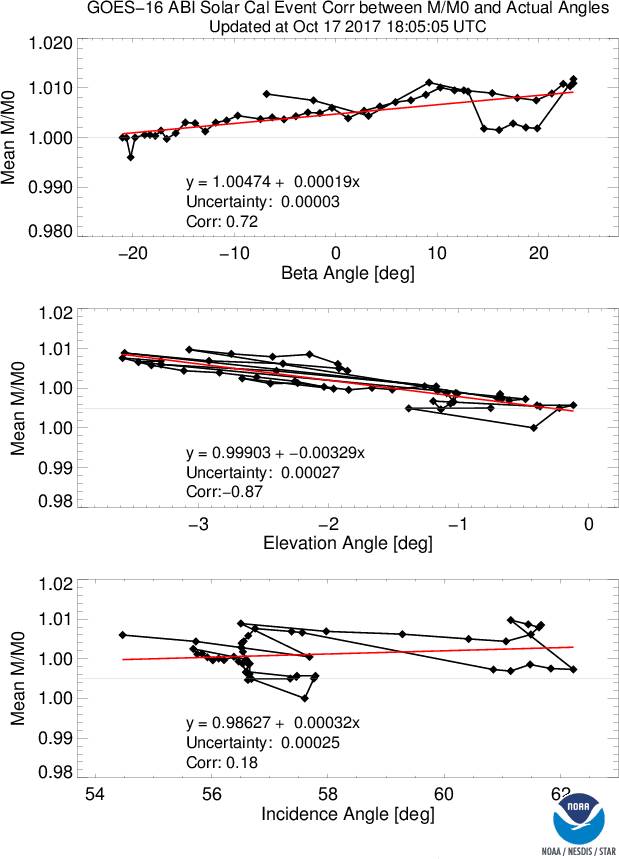 GOES−16 ABI Solar Cal Event Corr between M/M0 and Actual Angles
Updated at Oct 17 2017 18:05:05 UTC
1.020
1.010
1.000
0.990
0.980
Mean M/M0
y = 1.00474 + 0.00019x
Uncertainty: 0.00003
Corr: 0.72
−20 −10 0 10 20
Beta Angle [deg]
1.02
1.01
1.00
1.00
0.99
0.98
Mean M/M0
y = 0.99903 + −0.00329x
Uncertainty: 0.00027
Corr:−0.87
−3 −2 −1 0
Elevation Angle [deg]
1.02
1.01
1.00
1.00
0.99
0.98
Mean M/M0
y = 0.98627 + 0.00032x
Uncertainty: 0.00025
Corr: 0.18
54 56 58 60 62
Incidence Angle [deg]
NOAA
NOAA / NESDIS / STAR